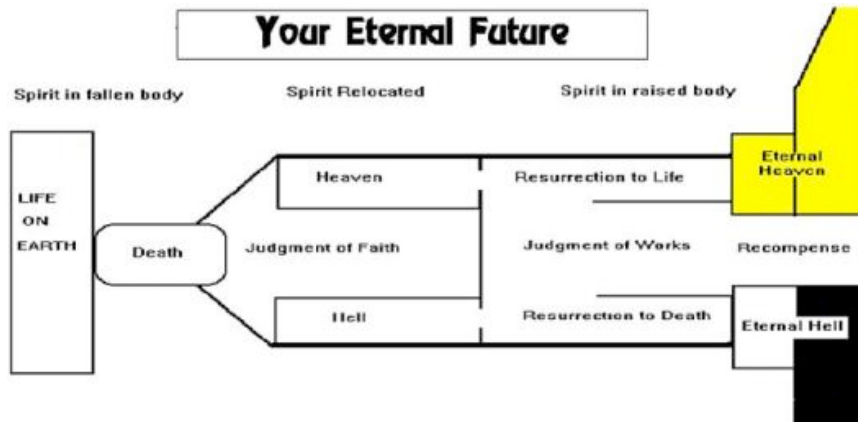 Your Eternal Future
Spirit in fallen body
Spirit Relocated
Spirit in raised body
LIFE
ON
EARTH
Death
Heaven
Judgment of Faith
Hell
Resurrection to Life
Judgment of Works
Resurrection to Death
Eternal
Heaven
Recompense
Eternal Hell